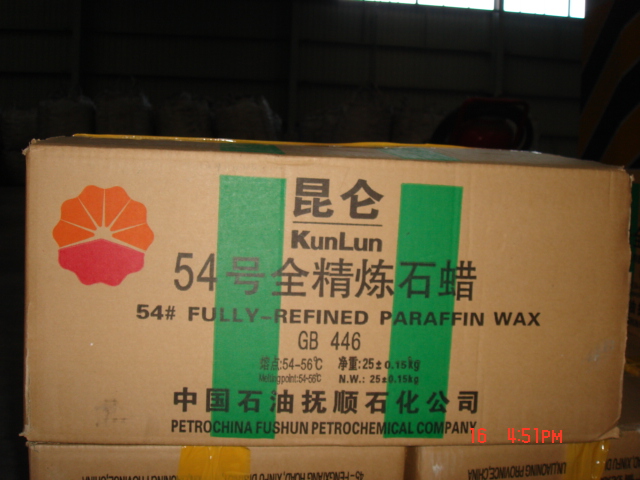 昆仑
KunLun
54号全精炼石蜡
54# FULLY-REFINED PARAFFIN WAX
GB 446
熔点:54-56℃ 净重:25±0.15kg
Melting point: 54-56℃ N.W.: 25±0.15kg
中国石油抚顺石化公司
PETROCHINA FUSHUN PETROCHEMICAL COMPANY
16 4:51PM